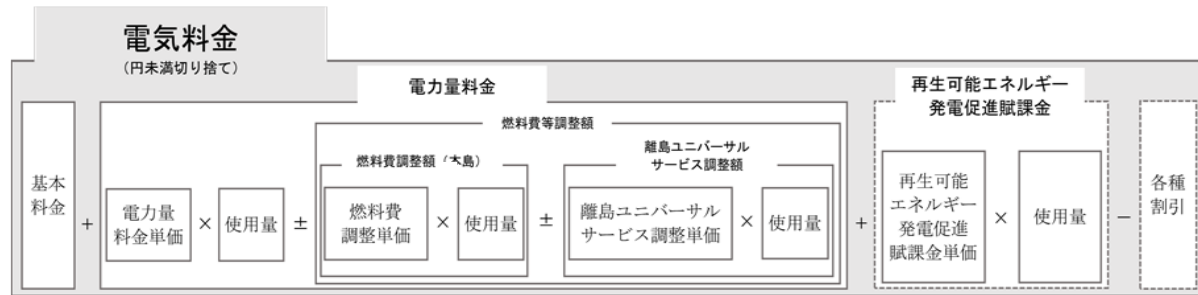 電気料金
(円未満切り捨て)
電力量料金
再生可能エネルギー
発電促進賦課金
燃料費等調整額
燃料費調整額（本島）
離島ユニバーサル
サービス調整額
基本
料金
+
電力量
料金単価
×
使用量
±
燃料費
調整単価
×
使用量
±
離島ユニバーサル
サービス調整単価
×
使用量
+
再生可能
エネルギー
発電促進
賦課金単価
×
使用量
−
各種
割引